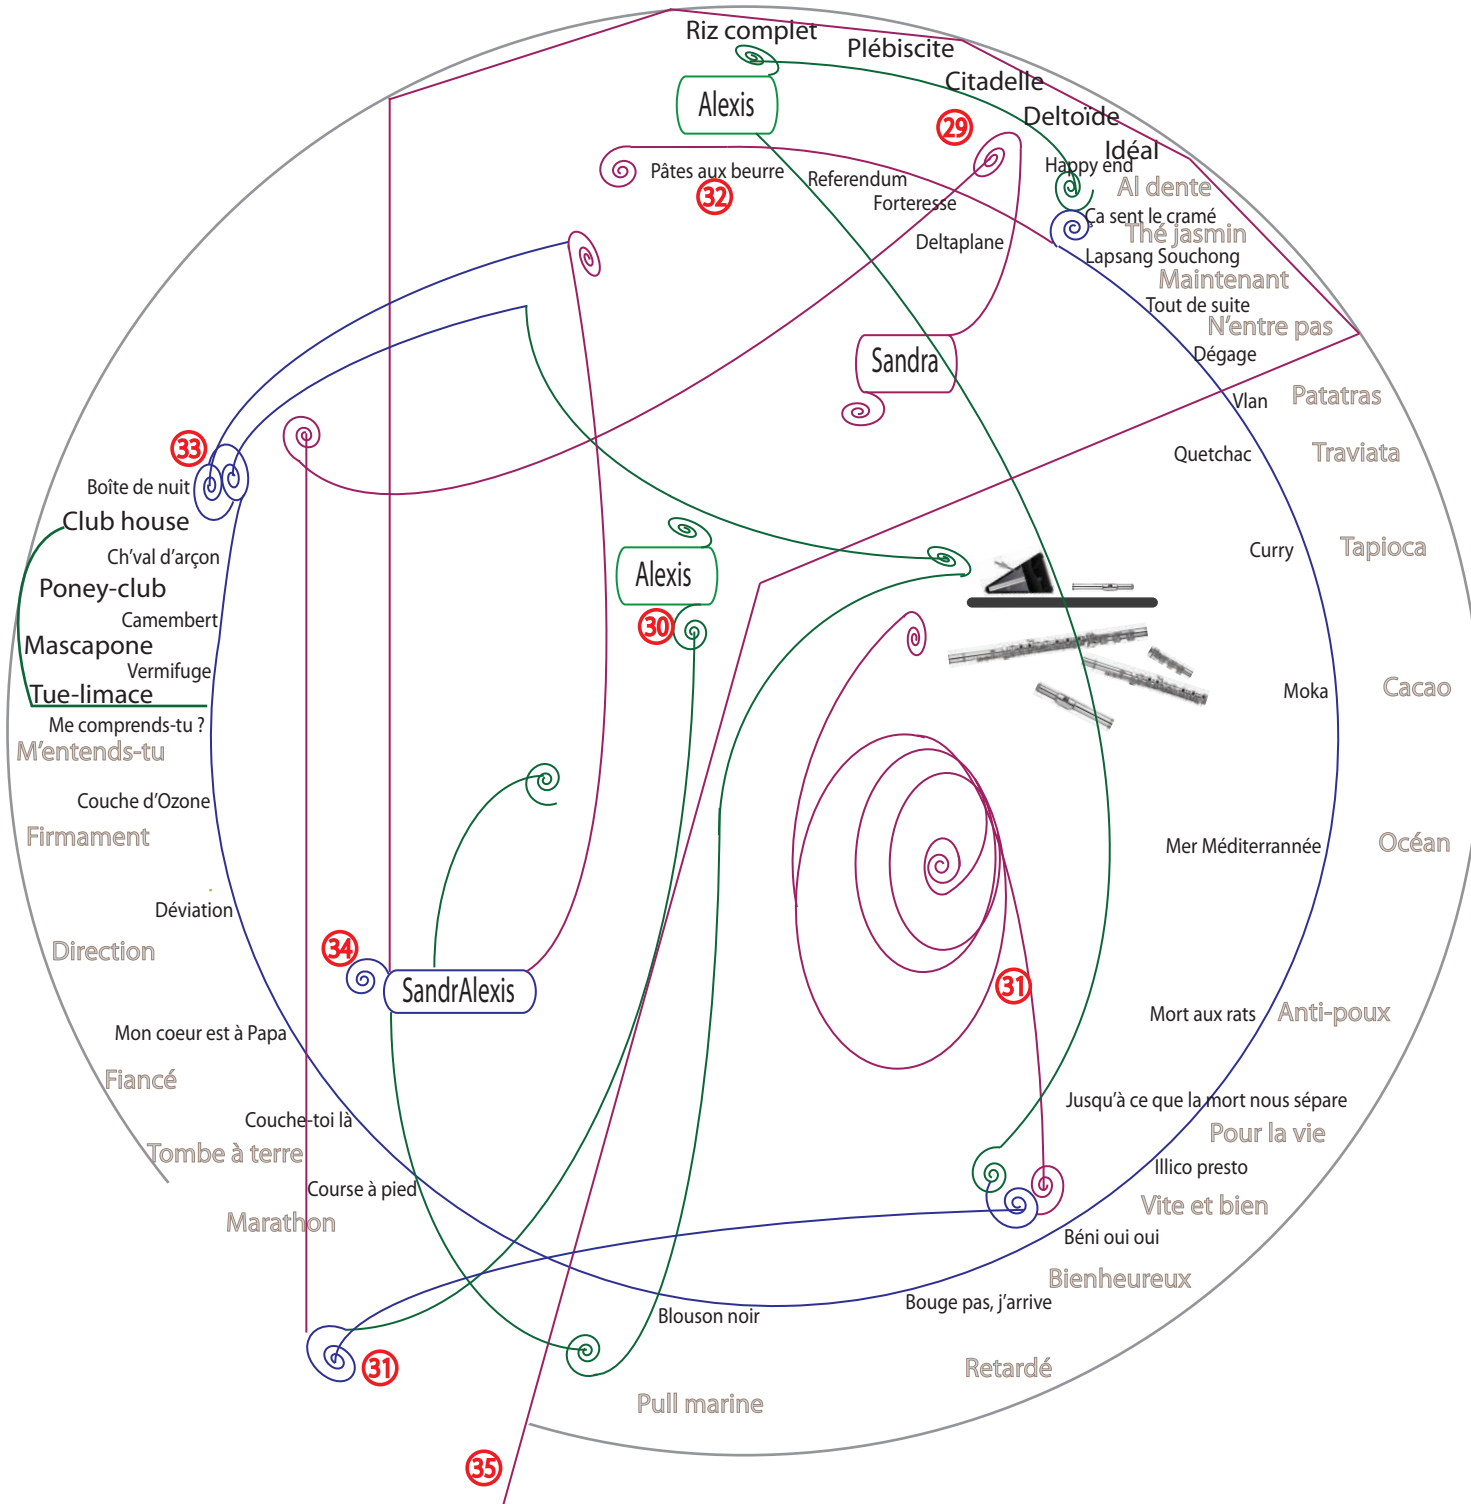 Riz complet
Plébiscite
Citadelle
Alexis
Deltoïde
29
Idéal
Happy end
Pâtes aux beurre
Referendum
Al dente
32
Forteresse
Ça sent le cramé
Thé jasmin
Deltaplane
Lapsang Souchong
Maintenant
Tout de suite
N'entre pas
Dégage
Sandra
Patatras
Vlan
33
Quetchac
Traviata
Boîte de nuit
Club house
Ch'val d'arçon
Curry
Tapioca
Alexis
Poney-club
Camembert
30
Mascapone
Vermifuge
Tue-limace
Moka
Cacao
Me comprends-tu ?
M'entends-tu
Couche d'Ozone
Firmament
Mer Méditerrannée
Océan
Déviation
Direction
34
SandrAlexis
31
Mort aux rats
Anti-poux
Mon coeur est à Papa
Fiancé
Jusqu'à ce que la mort nous sépare
Couche-toi là
Pour la vie
Tombe à terre
Illico presto
Course à pied
Vite et bien
Marathon
Béni oui oui
Bienheureux
Bouge pas, j'arrive
Blouson noir
31
Retardé
Pull marine
35